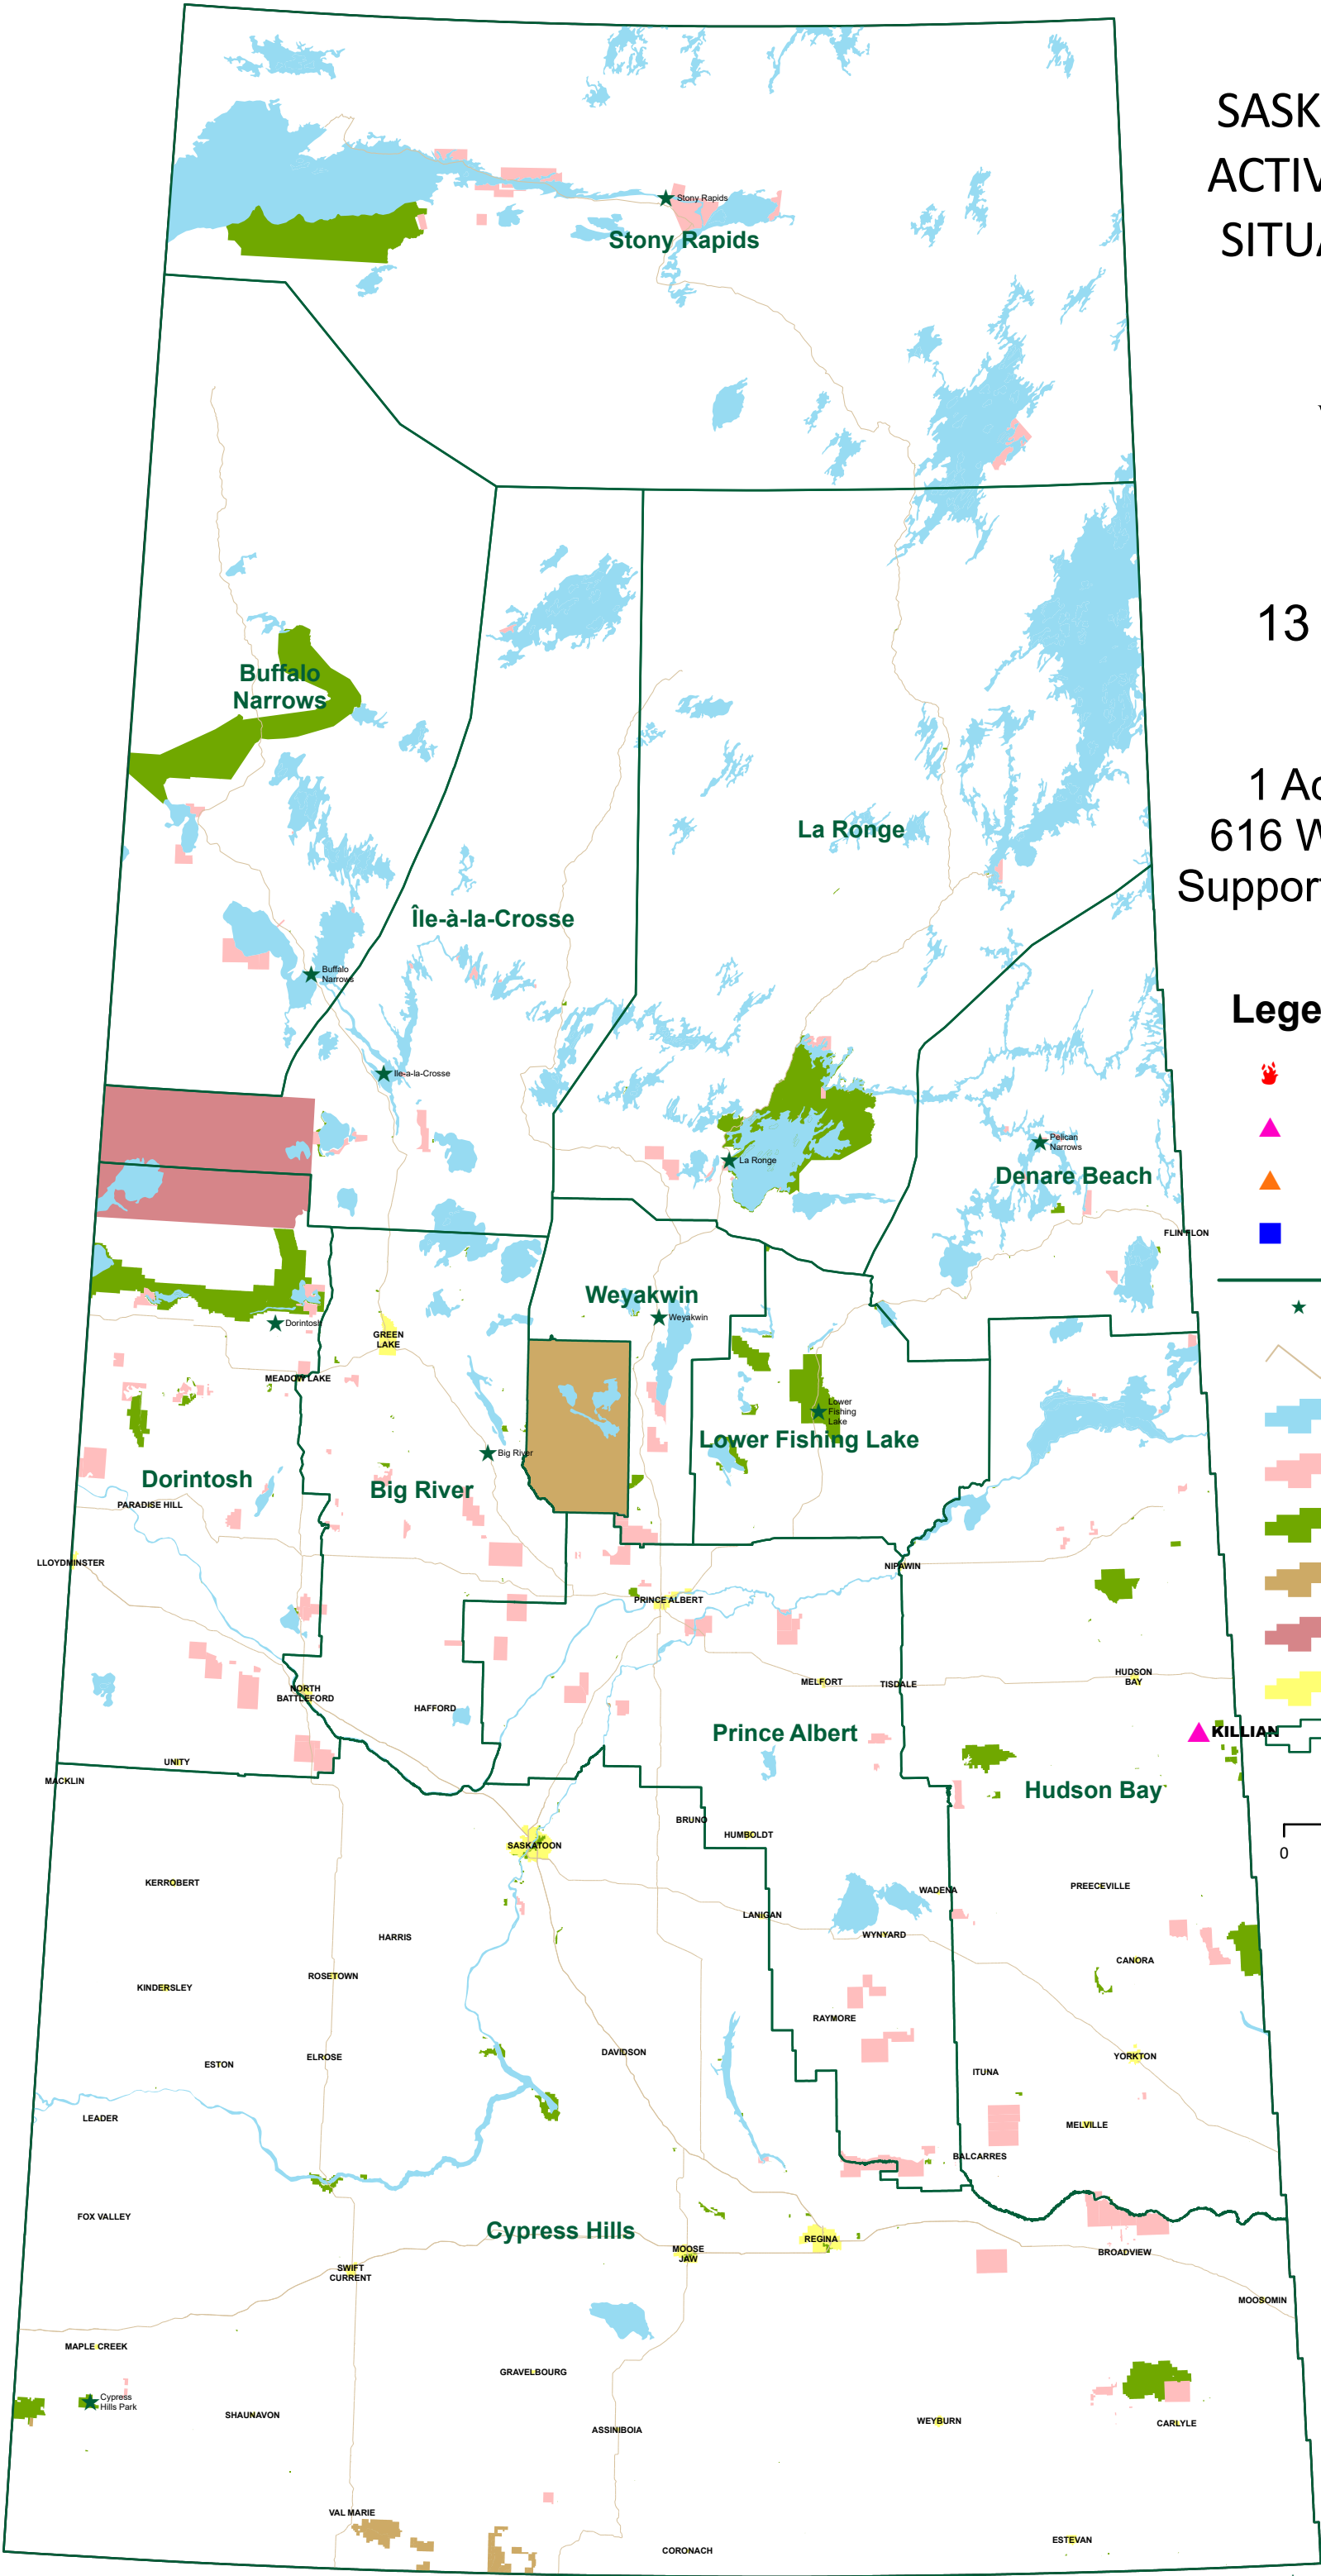 SASK
ACTIV
SITUA
13
1 Ac
616 W
Support
Lege
0
Stony Rapids
Stony Rapids
Buffalo
Narrows
La Ronge
Île-à-la-Crosse
Buffalo
Narrows
Ile-a-la-Crosse
La Ronge
Pelican
Narrows
Denare Beach
FLIN FLON
Weyakwin
Weyakwin
Dorintosh
GREEN
LAKE
MEADOW LAKE
Lower
Fishing
Lake
Lower Fishing Lake
Big River
Dorintosh
Big River
PARADISE HILL
LLOYDMINSTER
NIPAWIN
PRINCE ALBERT
HUDSON
BAY
MELFORT
TISDALE
NORTH
BATTLEFORD
HAFFORD
KILLIAN
Prince Albert
UNITY
MACKLIN
Hudson Bay
BRUNO
HUMBOLDT
SASKATOON
KERROBERT
PREECEVILLE
WADENA
LANIGAN
WYNYARD
HARRIS
CANORA
ROSETOWN
KINDERSLEY
RAYMORE
DAVIDSON
YORKTON
ELROSE
ESTON
ITUNA
LEADER
MELVILLE
BALCARRES
FOX VALLEY
Cypress Hills
REGINA
MOOSE
JAW
BROADVIEW
SWIFT
CURRENT
MOOSOMIN
MAPLE CREEK
GRAVELBOURG
Cypress
Hills Park
SHAUNAVON
WEYBURN
CARLYLE
ASSINIBOIA
VAL MARIE
ESTEVAN
CORONACH